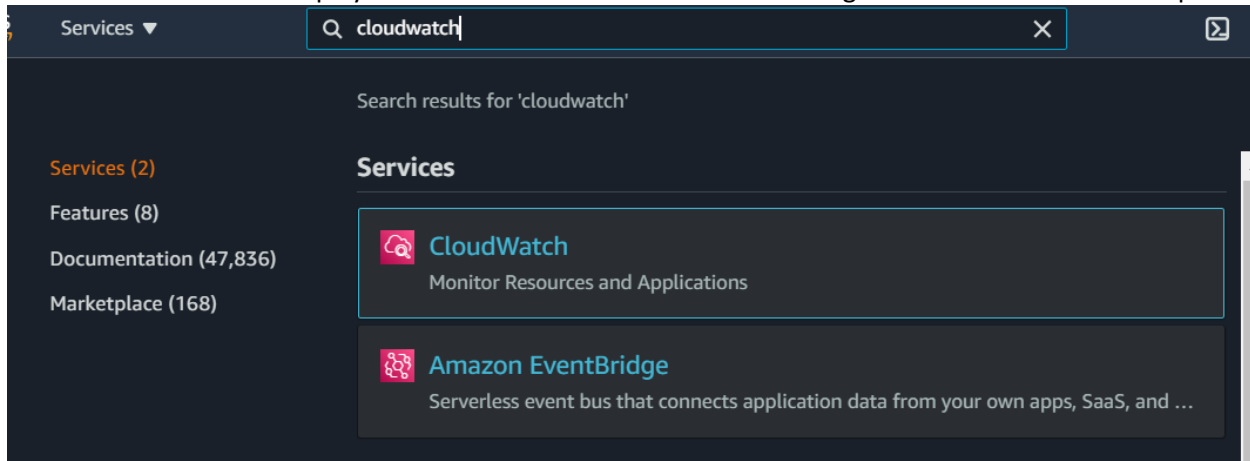 Services ▼
cloudwatch
Search results for 'cloudwatch'
Services (2)
Features (8)
Documentation (47,836)
Marketplace (168)
Services
CloudWatch
Monitor Resources and Applications
Amazon EventBridge
Serverless event bus that connects application data from your own apps, SaaS, and ...